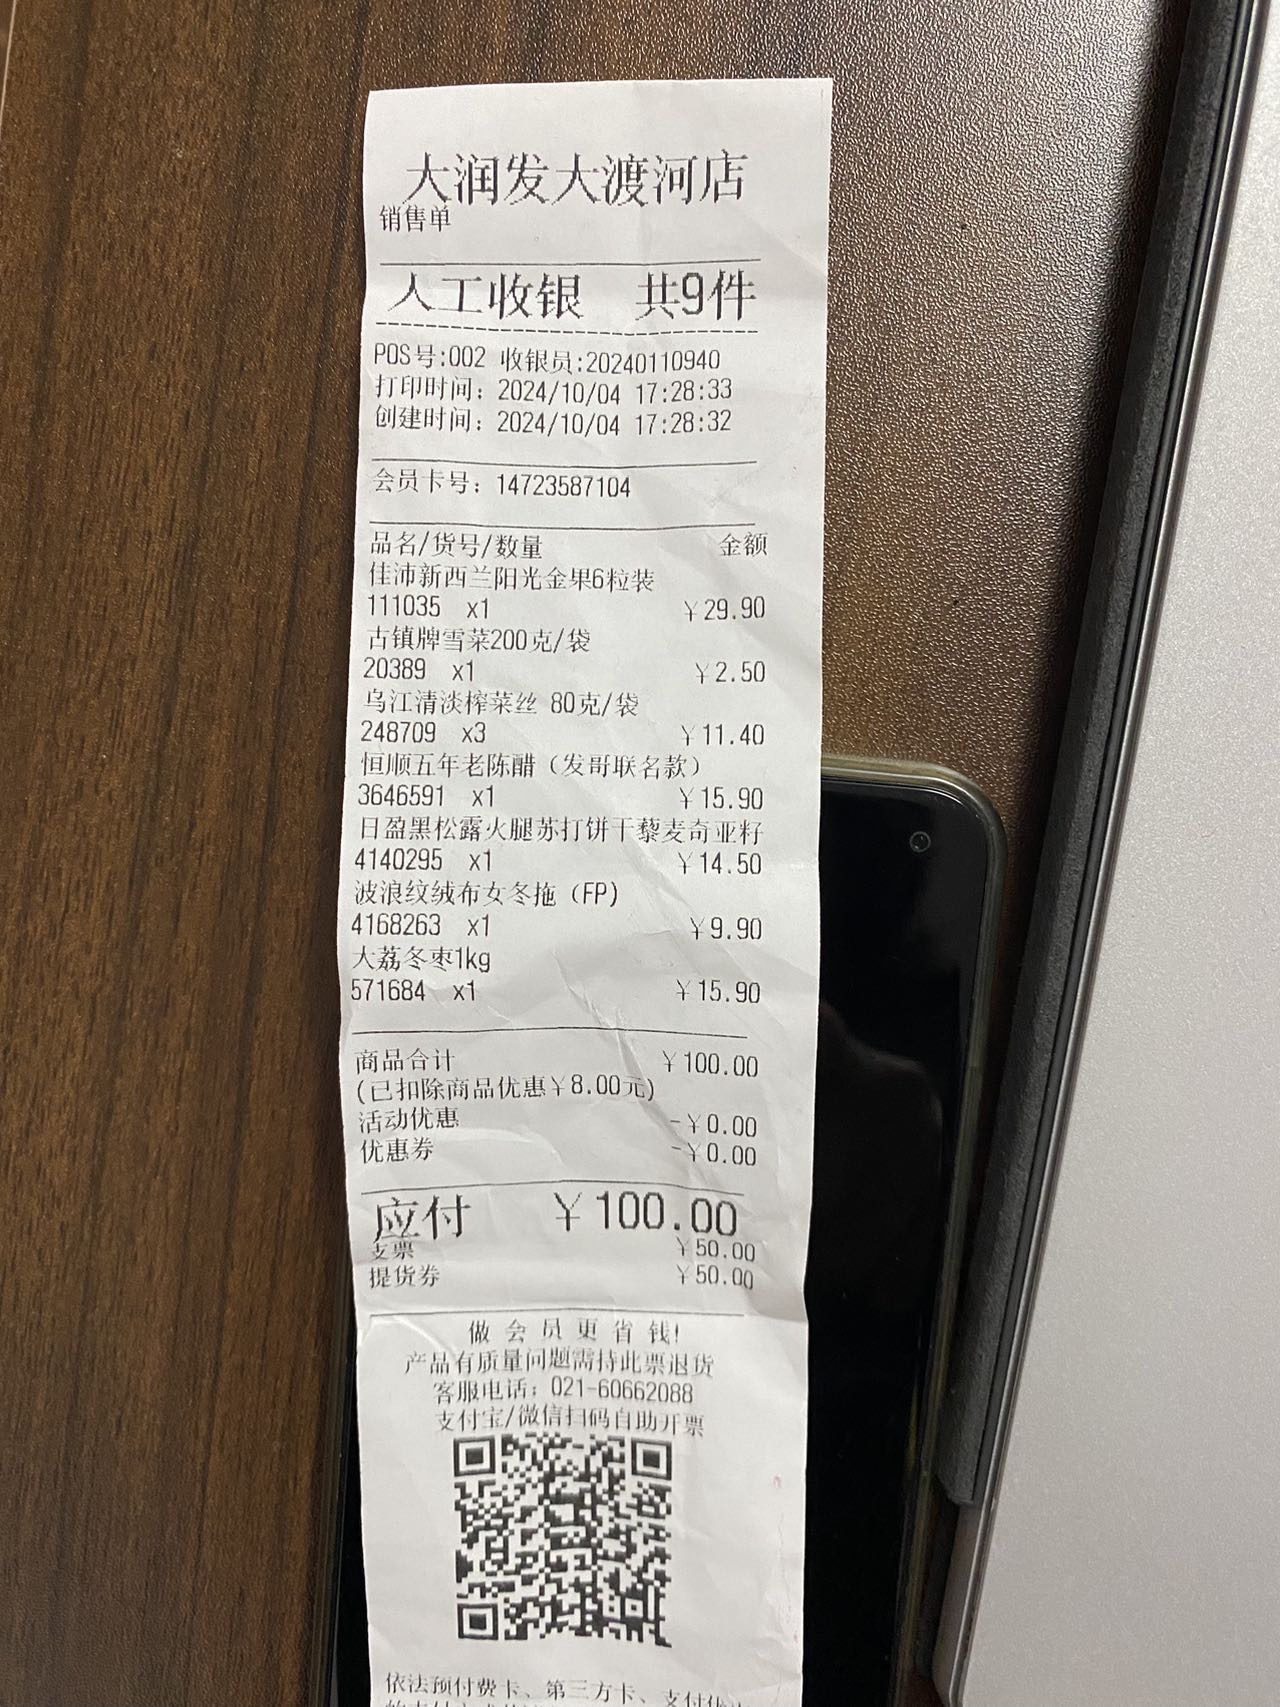 大润发大渡河店
销售单
人工收银 共9件
POS号:002 收银员:20240110940
打印时间: 2024/10/04 17:28:33
创建时间: 2024/10/04 17:28:32
会员卡号: 14723587104
品名/货号/数量 金额
佳沛新西兰阳光金果6粒装
111035 x1 ¥29.90
古镇牌雪菜200克/袋
20389 x1 ¥2.50
乌江清淡榨菜丝 80克/袋
248709 x3 ¥11.40
恒顺五年老陈醋（发哥联名款）
3646591 x1 ¥15.90
日盈黑松露火腿苏打饼干藜麦奇亚籽
4140295 x1 ¥14.50
波浪纹绒布女冬拖（FP）
4168263 x1 ¥9.90
大荔冬枣1kg
571684 x1 ¥15.90
商品合计 ¥100.00
(已扣除商品优惠¥8.00元)
活动优惠 -¥0.00
优惠券 -¥0.00
应付 ¥100.00
支票 ¥50.00
提货券 ¥50.00
做会员更省钱!
产品有质量问题需持此票退货
客服电话: 021-60662088
支付宝/微信扫码自助开票
依法预付费卡、第三方卡、支付